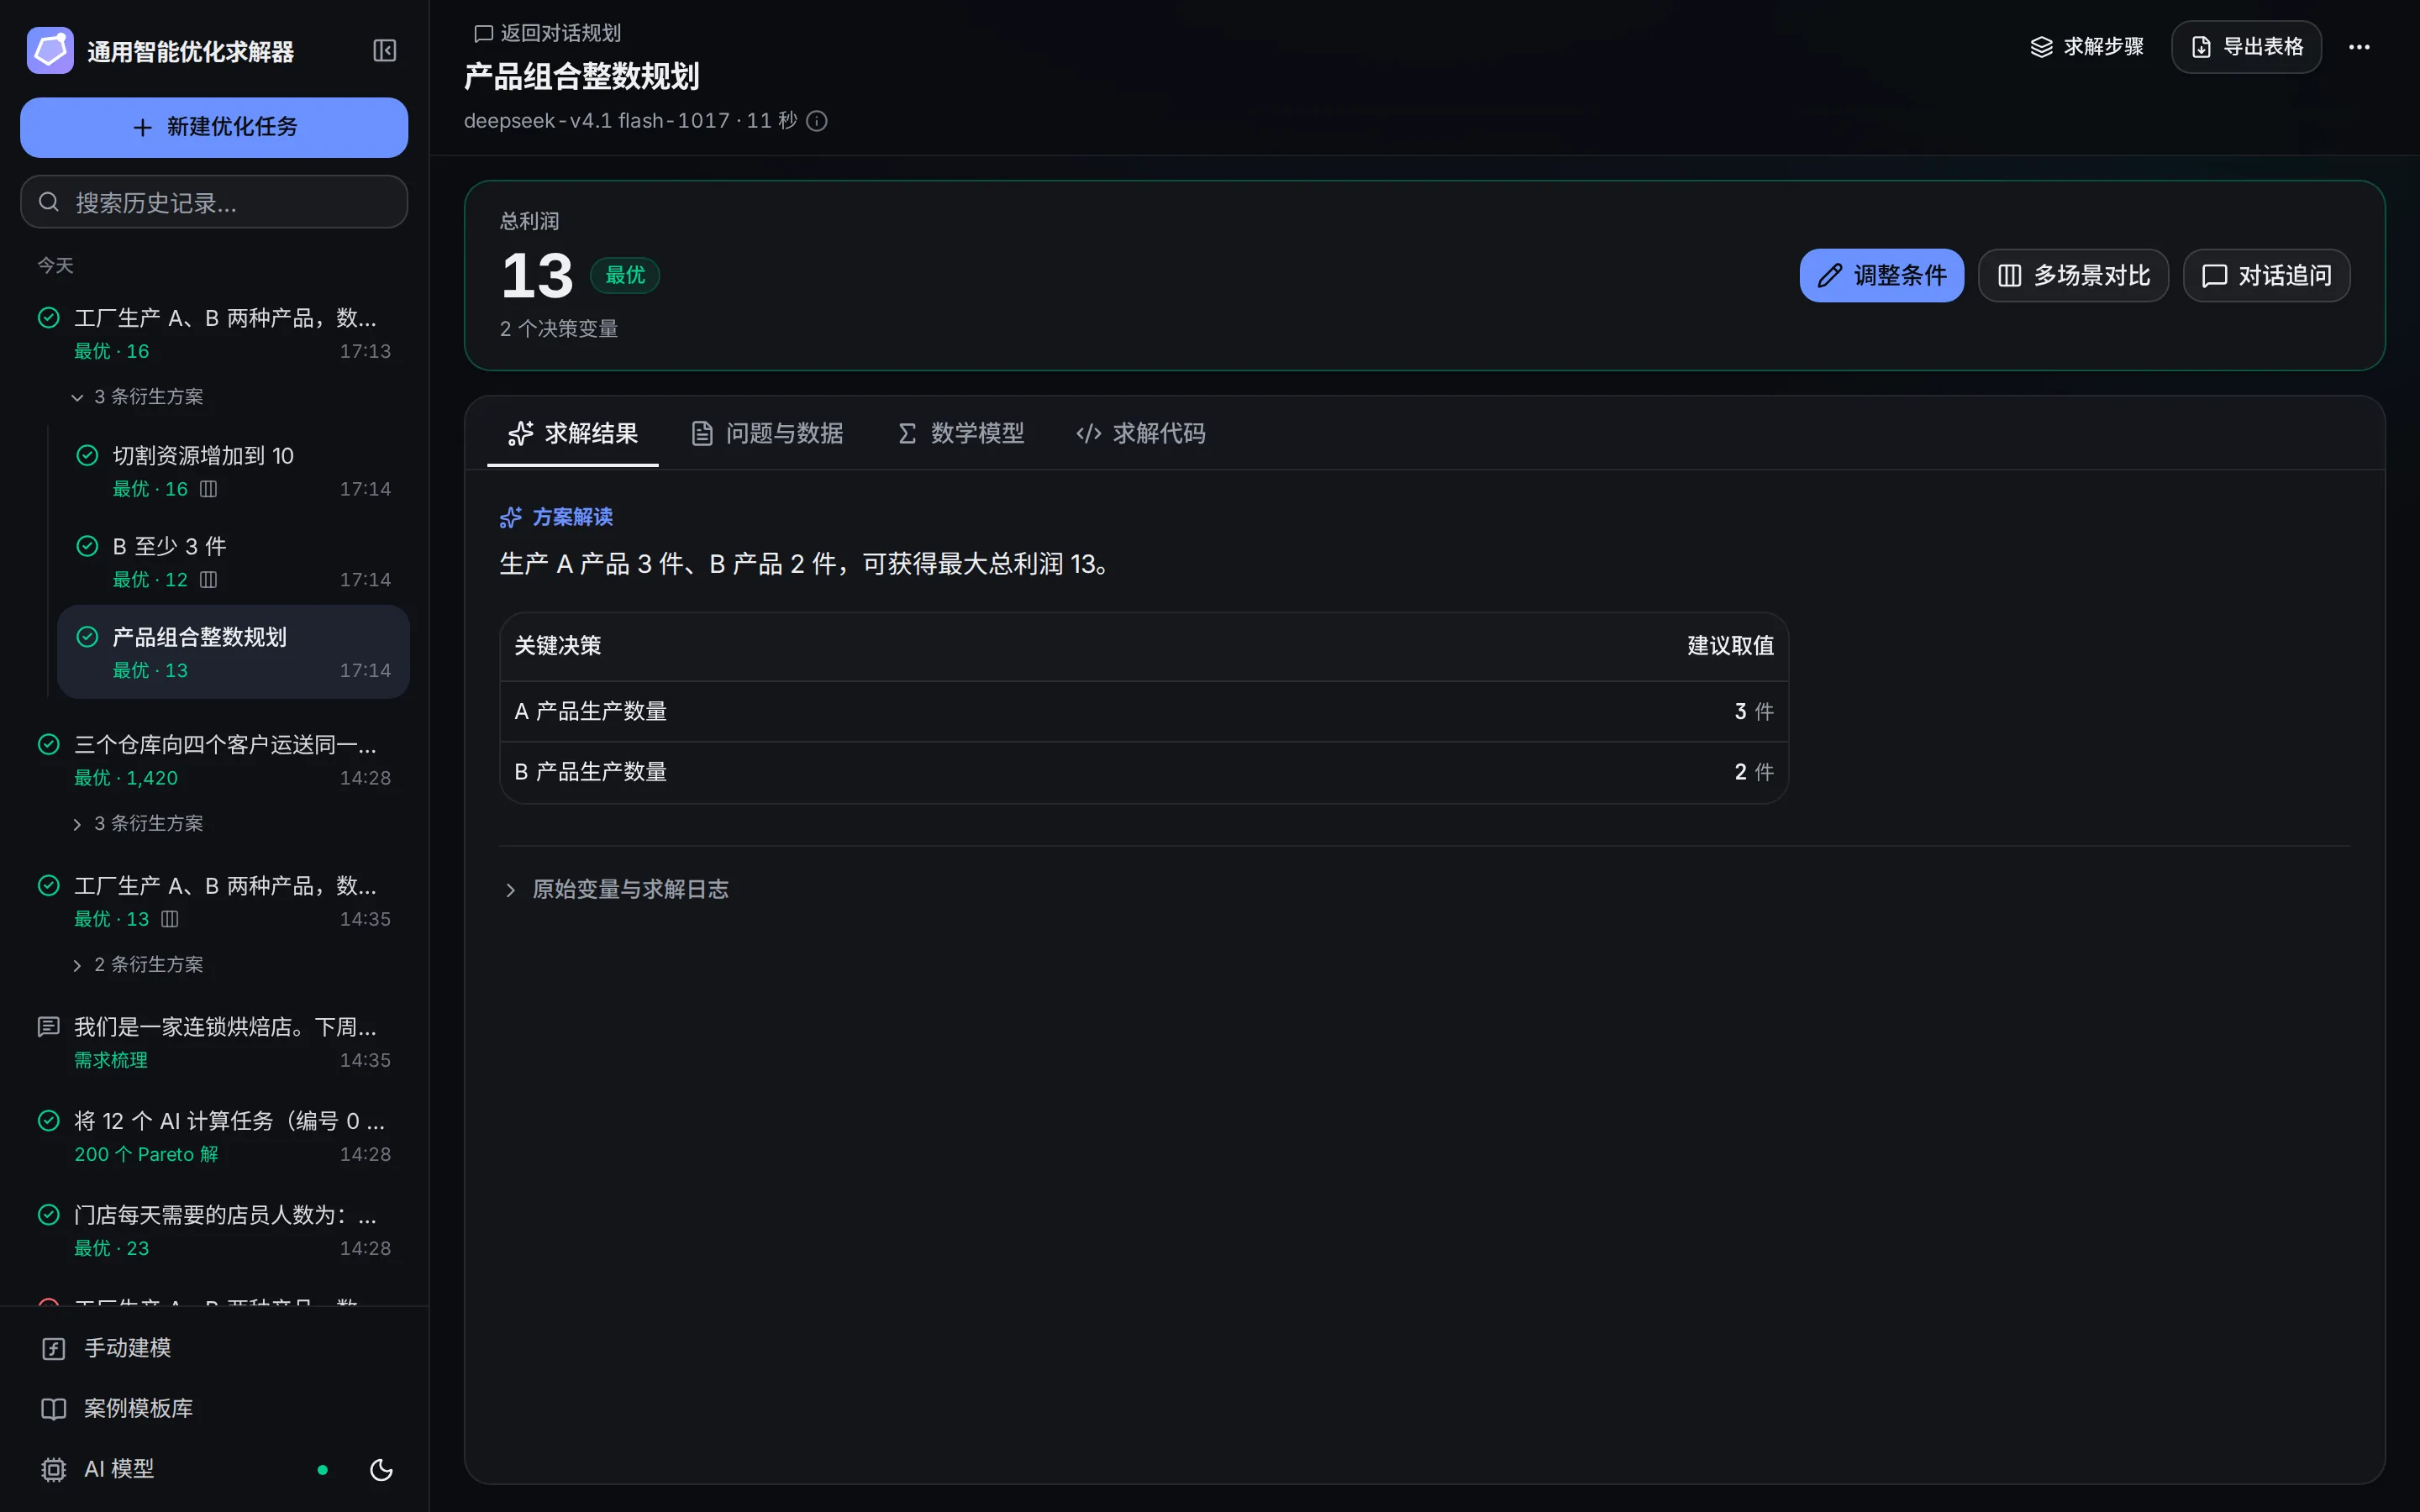 通用智能优化求解器
新建优化任务
搜索历史记录...
今天
工厂生产 A、B 两种产品，数...
最优 · 16 17:13
3 条衍生方案
切割资源增加到 10
最优 · 16 17:14
B 至少 3 件
最优 · 12 17:14
产品组合整数规划
最优 · 13 17:14
三个仓库向四个客户运送同一...
最优 · 1,420 14:28
3 条衍生方案
工厂生产 A、B 两种产品，数...
最优 · 13 14:35
2 条衍生方案
我们是一家连锁烘焙店。下周...
需求梳理 14:35
将 12 个 AI 计算任务（编号 0 ...
200 个 Pareto 解 14:28
门店每天需要的店员人数为：...
最优 · 23 14:28
工厂生产 A、B 两种产品，数
手动建模
案例模板库
AI 模型
返回对话规划
产品组合整数规划
deepseek-v4.1 flash-1017 · 11 秒
求解步骤 导出表格
总利润
13 最优
2 个决策变量
调整条件 多场景对比 对话追问
求解结果 问题与数据 数学模型 求解代码
方案解读
生产 A 产品 3 件、B 产品 2 件，可获得最大总利润 13。
关键决策 建议取值
A 产品生产数量 3 件
B 产品生产数量 2 件
原始变量与求解日志